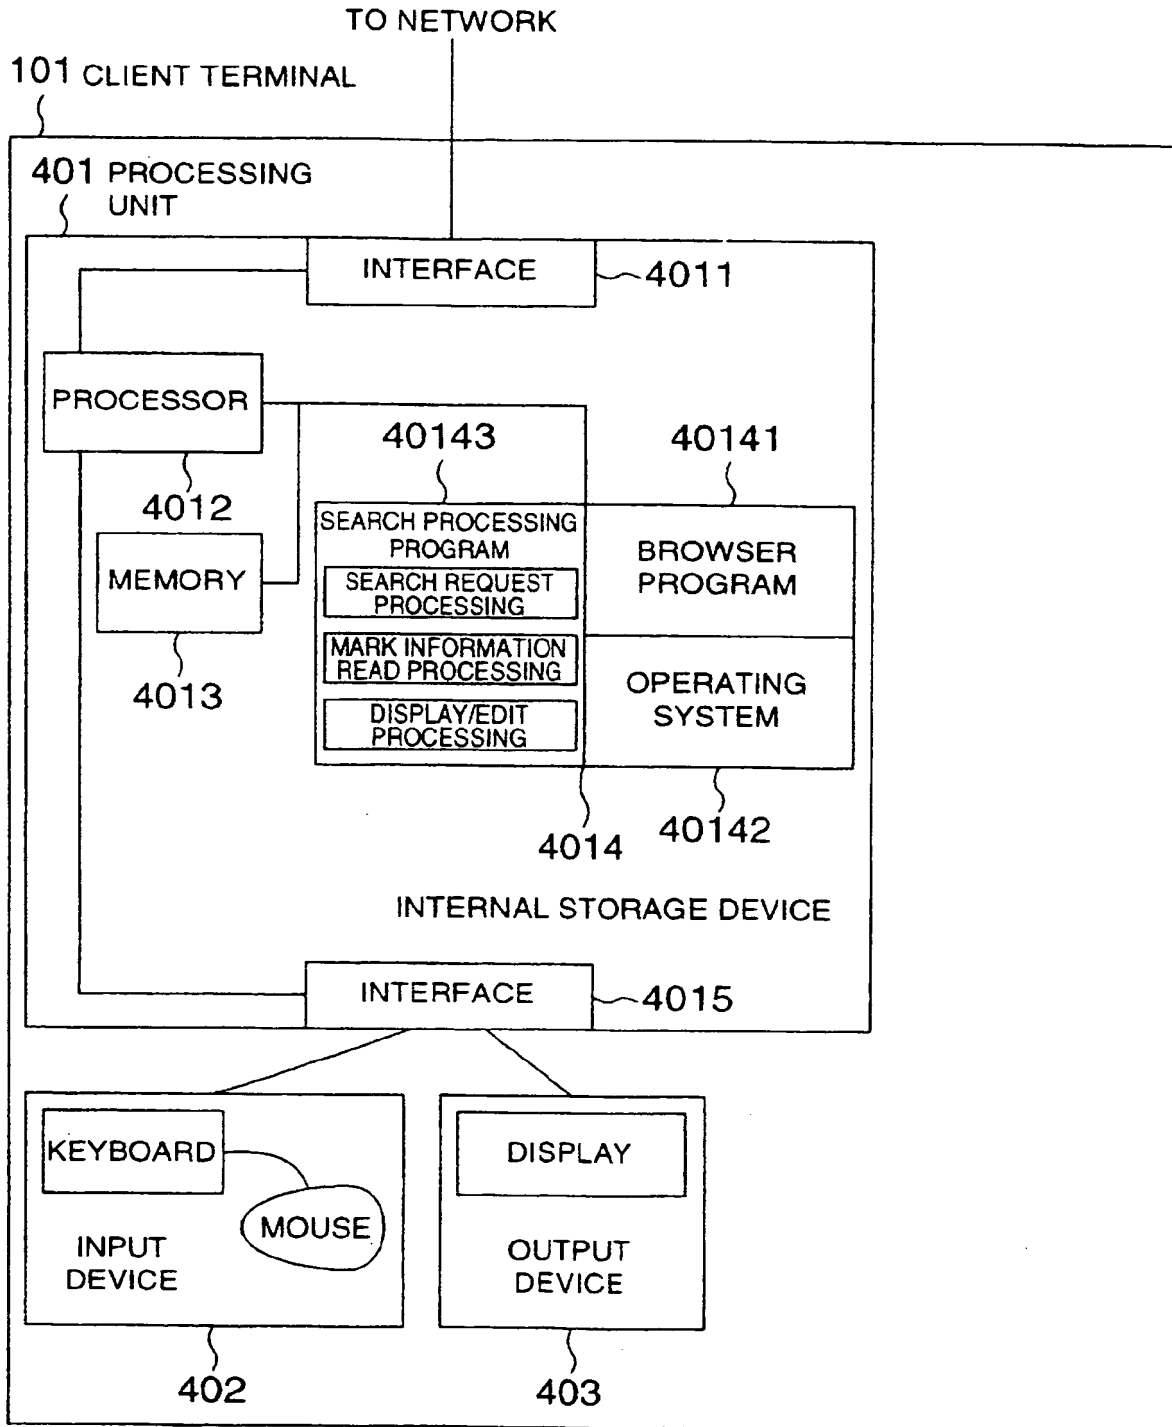 TO NETWORK
101 CLIENT TERMINAL
401 PROCESSING
UNIT
INTERFACE
4011
PROCESSOR
4012
40143
40141
SEARCH PROCESSING
PROGRAM
SEARCH REQUEST
PROCESSING
MARK INFORMATION
READ PROCESSING
DISPLAY/EDIT
PROCESSING
BROWSER
PROGRAM
OPERATING
SYSTEM
MEMORY
4013
4014
40142
INTERNAL STORAGE DEVICE
INTERFACE
4015
KEYBOARD
MOUSE
INPUT
DEVICE
402
DISPLAY
OUTPUT
DEVICE
403